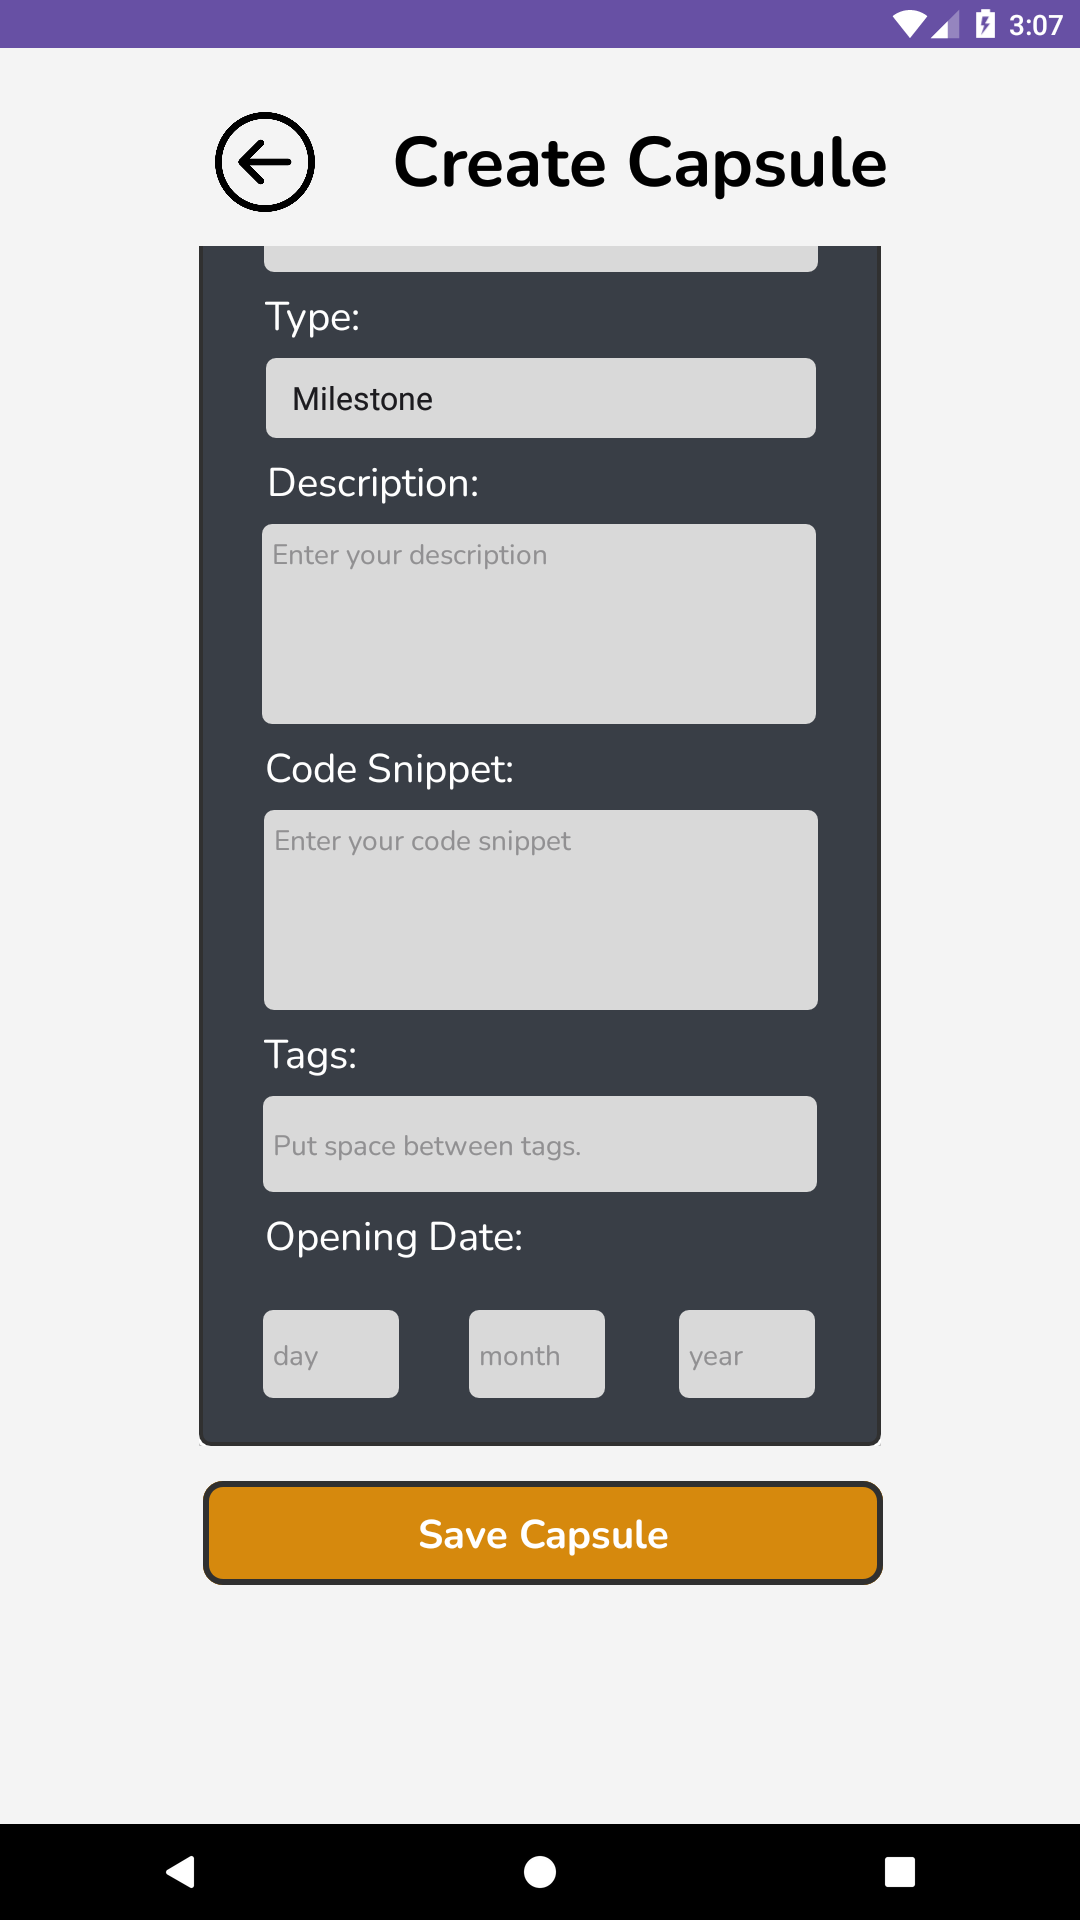 3:07
Create Capsule
Type:
Milestone
Description:
Enter your description
Code Snippet:
Enter your code snippet
Tags:
Put space between tags.
Opening Date:
day month year
Save Capsule